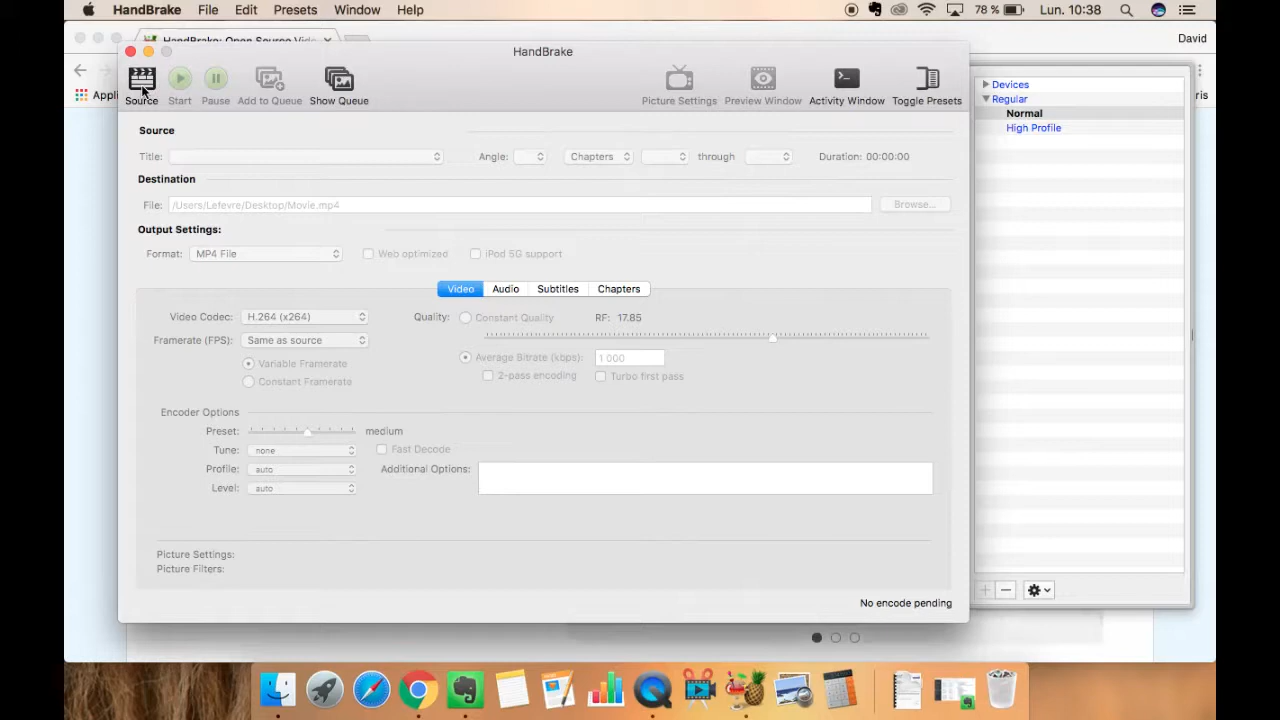 HandBrake File Edit Presets Window Help 78 % Lun. 10:38
HandBrake: Open Source David
Appli
HandBrake
Source Start Pause Add to Queue Show Queue Picture Settings Preview Window Activity Window Toggle Presets
Source
Title: Angle: Chapters through Duration: 00:00:00
Destination
File: /Users/Lefevre/Desktop/Movie.mp4 Browse...
Output Settings:
Format: MP4 File Web optimized iPod 5G support
Video Audio Subtitles Chapters
Video Codec: H.264 (x264) Quality: Constant Quality RF: 17.85
Framerate (FPS): Same as source
Variable Framerate Average Bitrate (kbps): 1 000
Constant Framerate 2-pass encoding Turbo first pass
Encoder Options
Preset: medium
Tune: none Fast Decode
Profile: auto Additional Options:
Level: auto
Picture Settings:
Picture Filters:
No encode pending
Devices
Regular
Normal
High Profile
ris